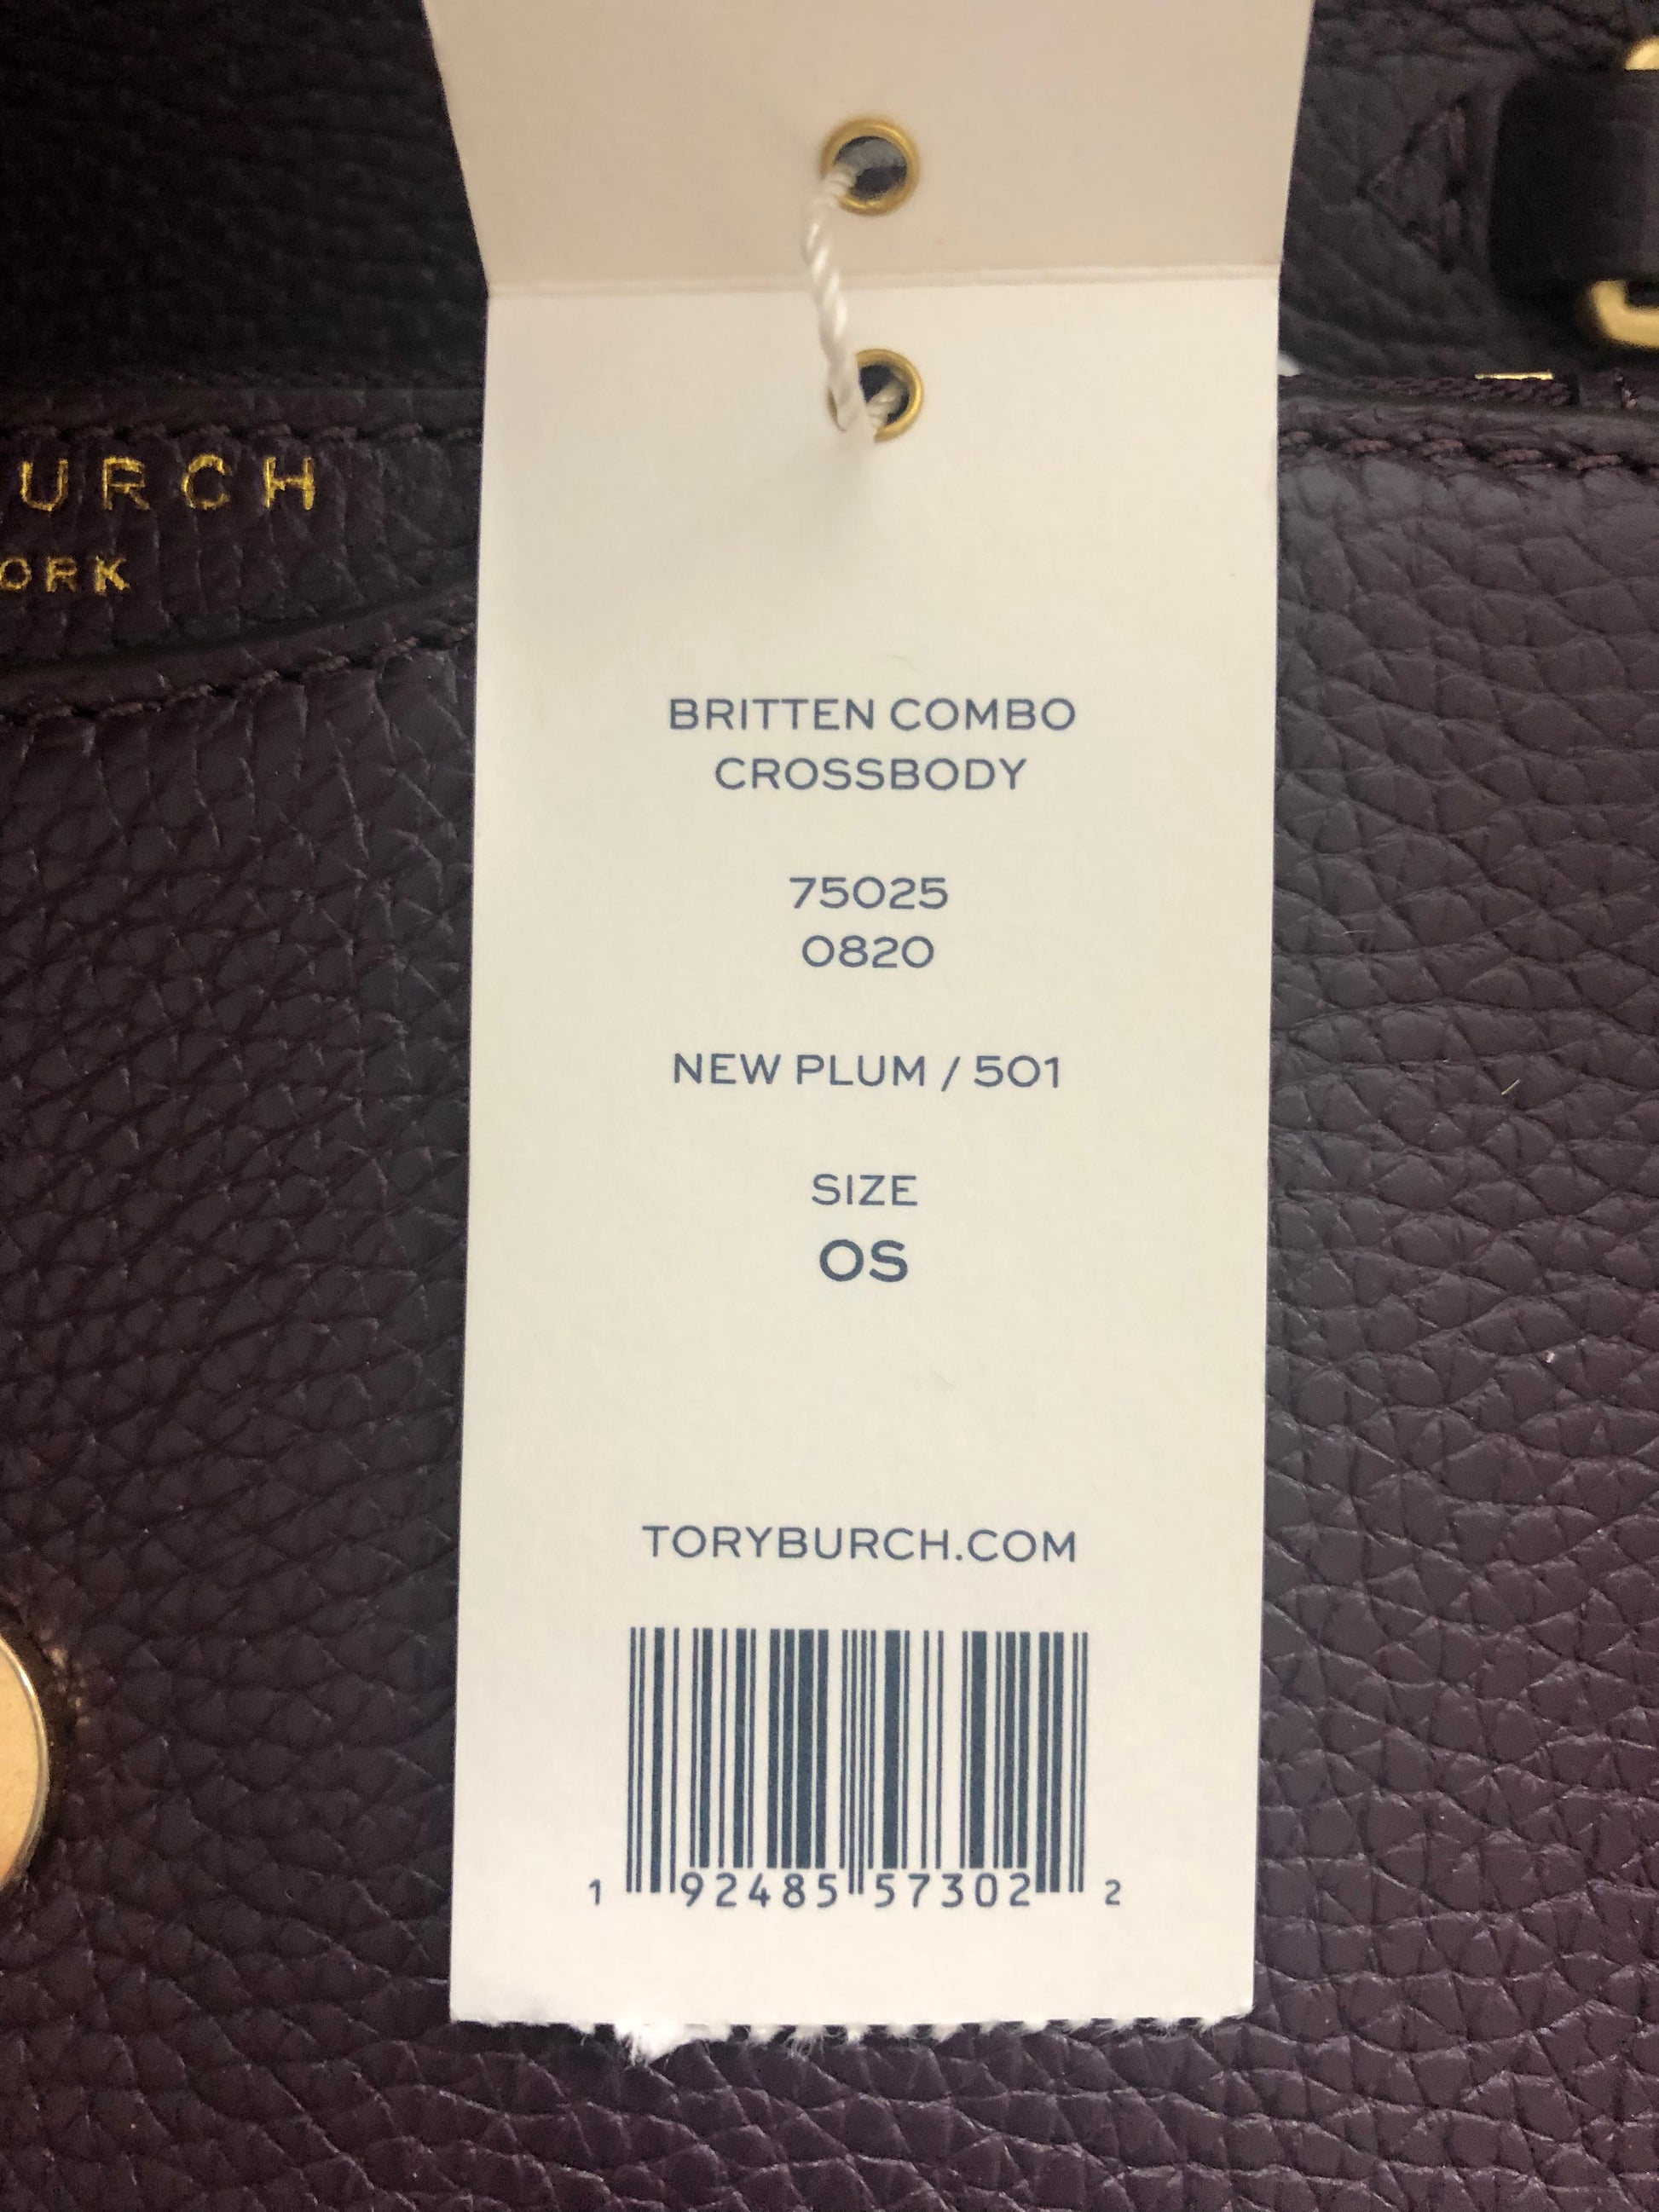 URCH
ORK
BRITTEN COMBO
CROSSBODY
75025
0820
NEW PLUM / 501
SIZE
OS
TORYBURCH.COM
1 92485 57302 2